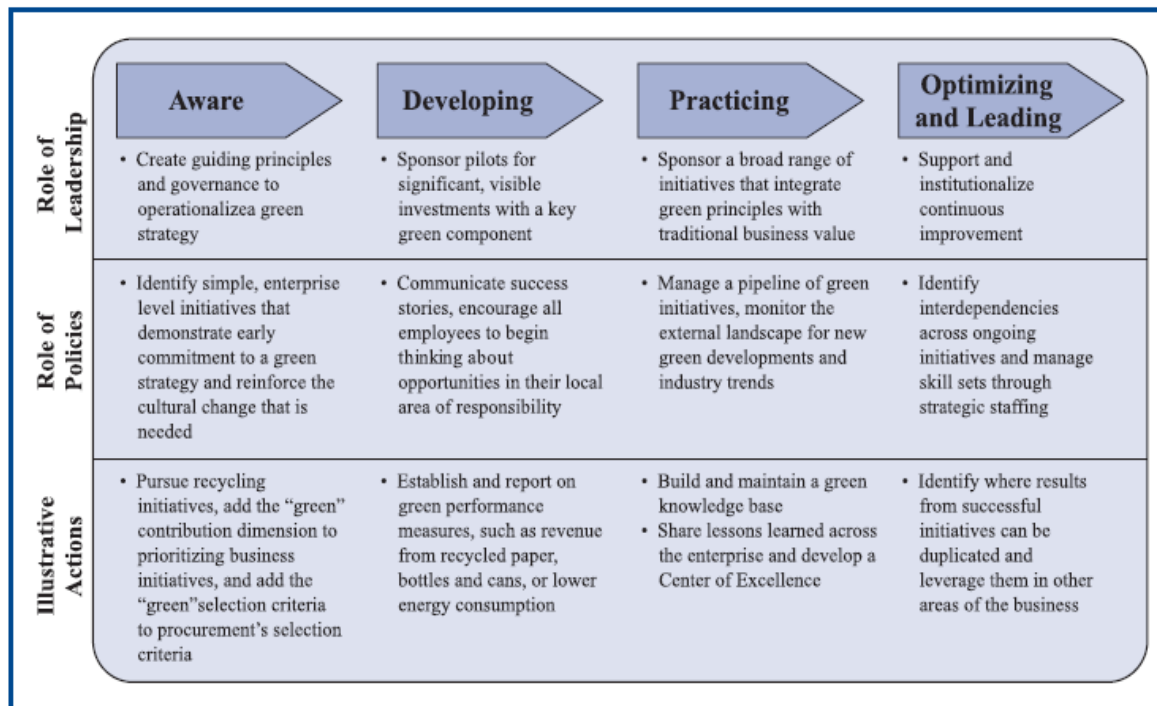 Aware
Developing
Practicing
Optimizing
and Leading
Role of
Leadership
• Create guiding principles
and governance to
operationalizea green
strategy
• Sponsor pilots for
significant, visible
investments with a key
green component
• Sponsor a broad range of
initiatives that integrate
green principles with
traditional business value
• Support and
institutionalize
continuous
improvement
Role of
Policies
• Identify simple, enterprise
level initiatives that
demonstrate early
commitment to a green
strategy and reinforce the
cultural change that is
needed
• Communicate success
stories, encourage all
employees to begin
thinking about
opportunities in their local
area of responsibility
• Manage a pipeline of green
initiatives, monitor the
external landscape for new
green developments and
industry trends
• Identify
interdependencies
across ongoing
initiatives and manage
skill sets through
strategic staffing
Illustrative
Actions
• Pursue recycling
initiatives, add the “green”
contribution dimension to
prioritizing business
initiatives, and add the
“green”selection criteria
to procurement’s selection
criteria
• Establish and report on
green performance
measures, such as revenue
from recycled paper,
bottles and cans, or lower
energy consumption
• Build and maintain a green
knowledge base
• Share lessons learned across
the enterprise and develop a
Center of Excellence
• Identify where results
from successful
initiatives can be
duplicated and
leverage them in other
areas of the business